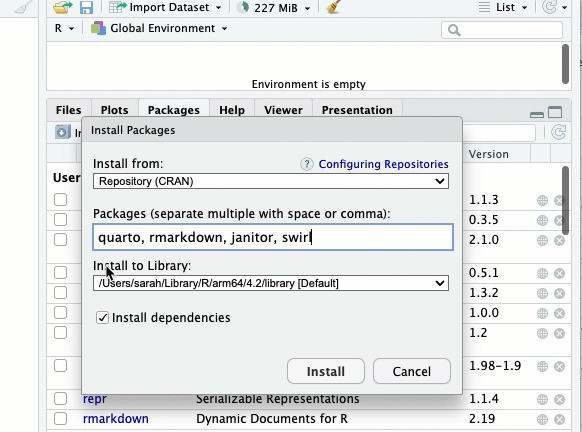 Import Dataset 227 MiB List
R Global Environment
Environment is empty
Files Plots Packages Help Viewer Presentation
Install Packages
Version
Install from: ? Configuring Repositories
Repository (CRAN)
User
1.1.3
Packages (separate multiple with space or comma):
0.3.5
quarto, rmarkdown, janitor, swirl
2.1.0
Install to Library:
0.5.1
/Users/sarah/Library/R/arm64/4.2/library [Default]
1.3.2
Install dependencies
1.0.0
1.2
Install Cancel
1.98-1.9
repr Serializable Representations 1.1.4
rmarkdown Dynamic Documents for R 2.19